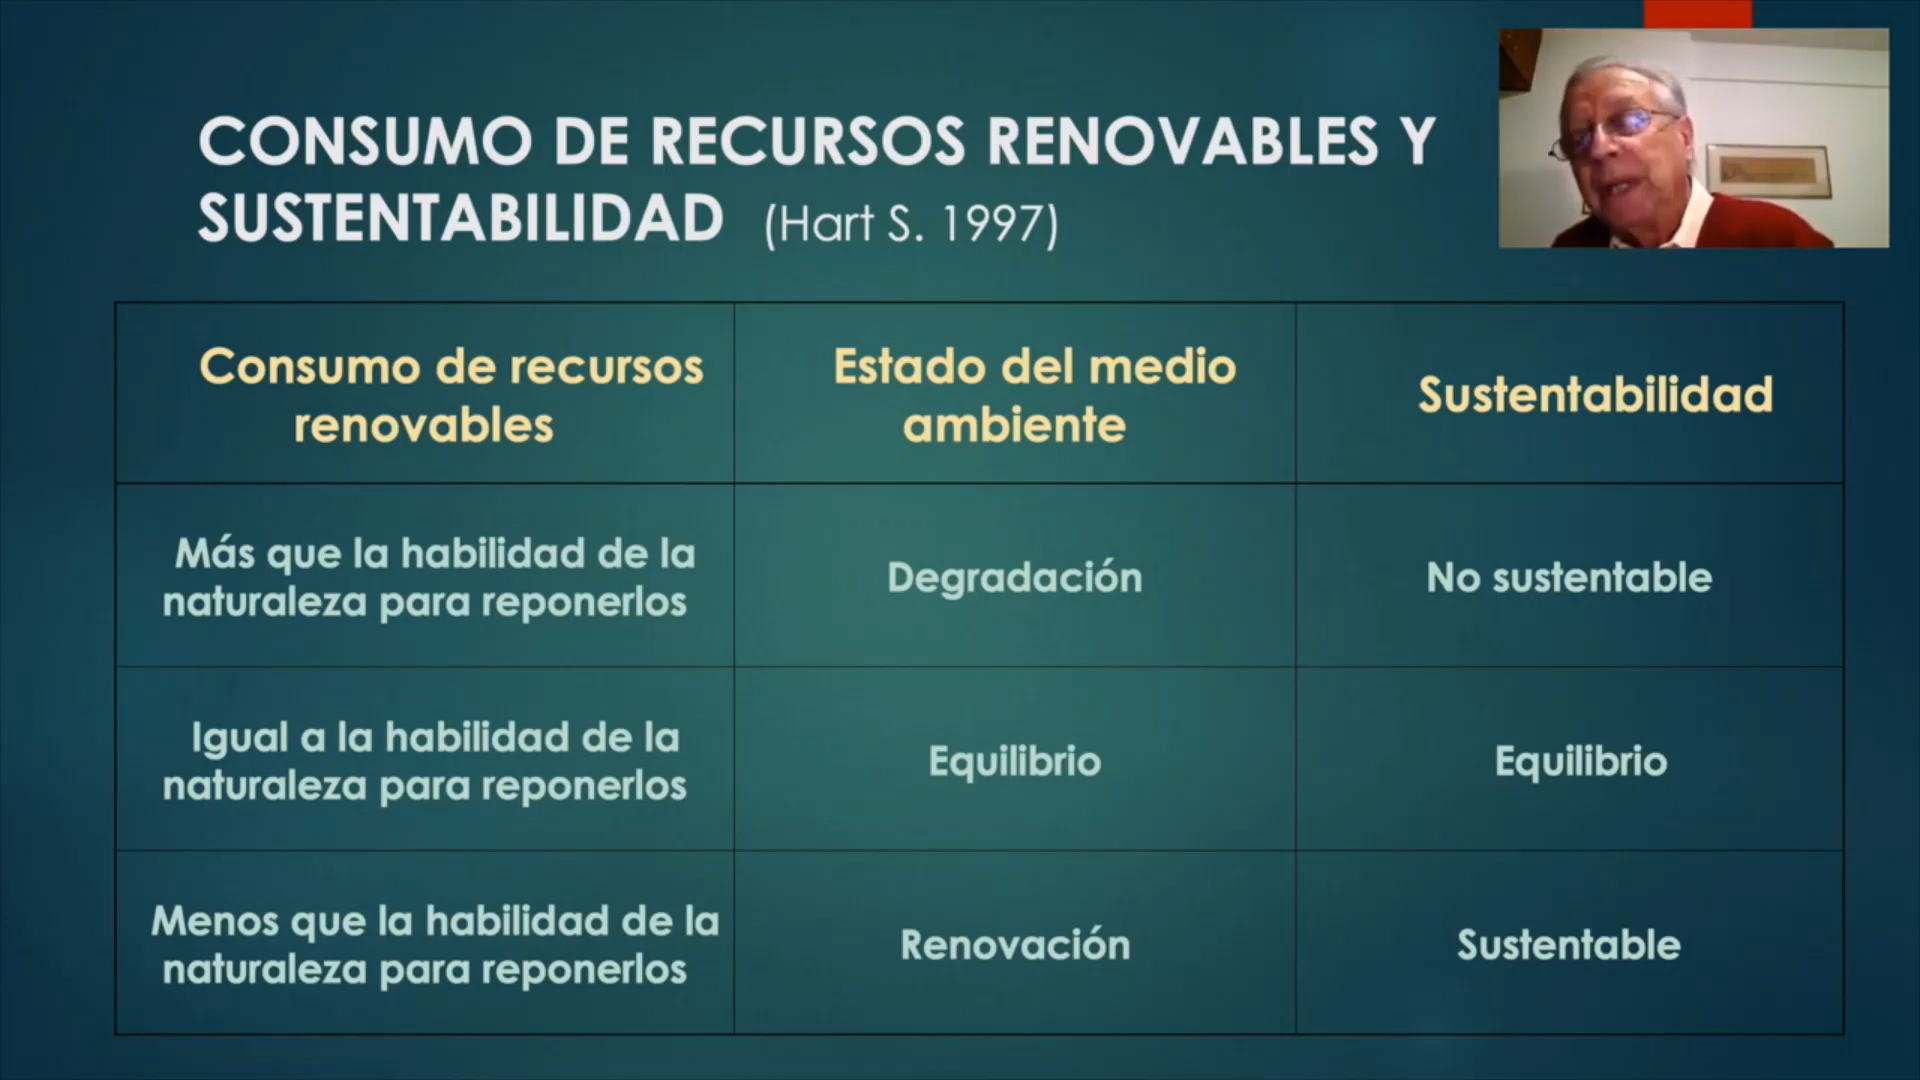 CONSUMO DE RECURSOS RENOVABLES Y
SUSTENTABILIDAD (Hart S. 1997)
Consumo de recursos
renovables
Estado del medio
ambiente
Sustentabilidad
Más que la habilidad de la
naturaleza para reponerlos
Degradación
No sustentable
Igual a la habilidad de la
naturaleza para reponerlos
Equilibrio
Equilibrio
Menos que la habilidad de la
naturaleza para reponerlos
Renovación
Sustentable